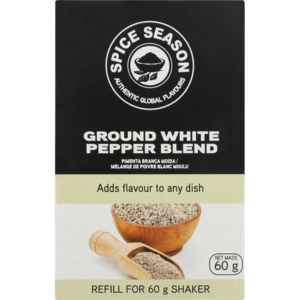 SPICE SEASON
AUTHENTIC GLOBAL FLAVOURS
GROUND WHITE
PEPPER BLEND
PIMENTA BRANCA MOÍDA /
MÉLANGE DE POIVRE BLANC MOULU
Adds flavour to any dish
NET MASS
60 g
REFILL FOR 60 g SHAKER